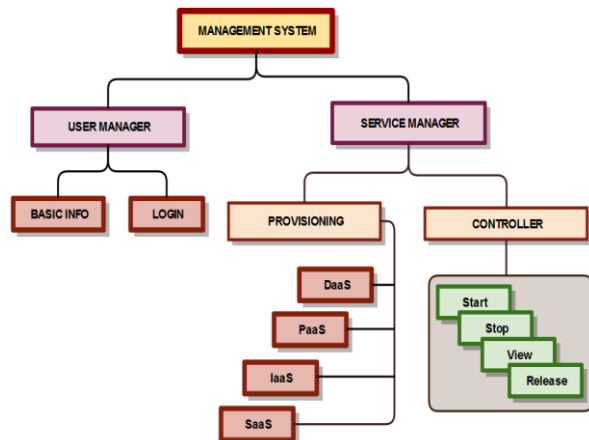 MANAGEMENT SYSTEM
USER MANAGER
SERVICE MANAGER
BASIC INFO
LOGIN
PROVISIONING
CONTROLLER
DaaS
PaaS
IaaS
SaaS
Start
Stop
View
Release